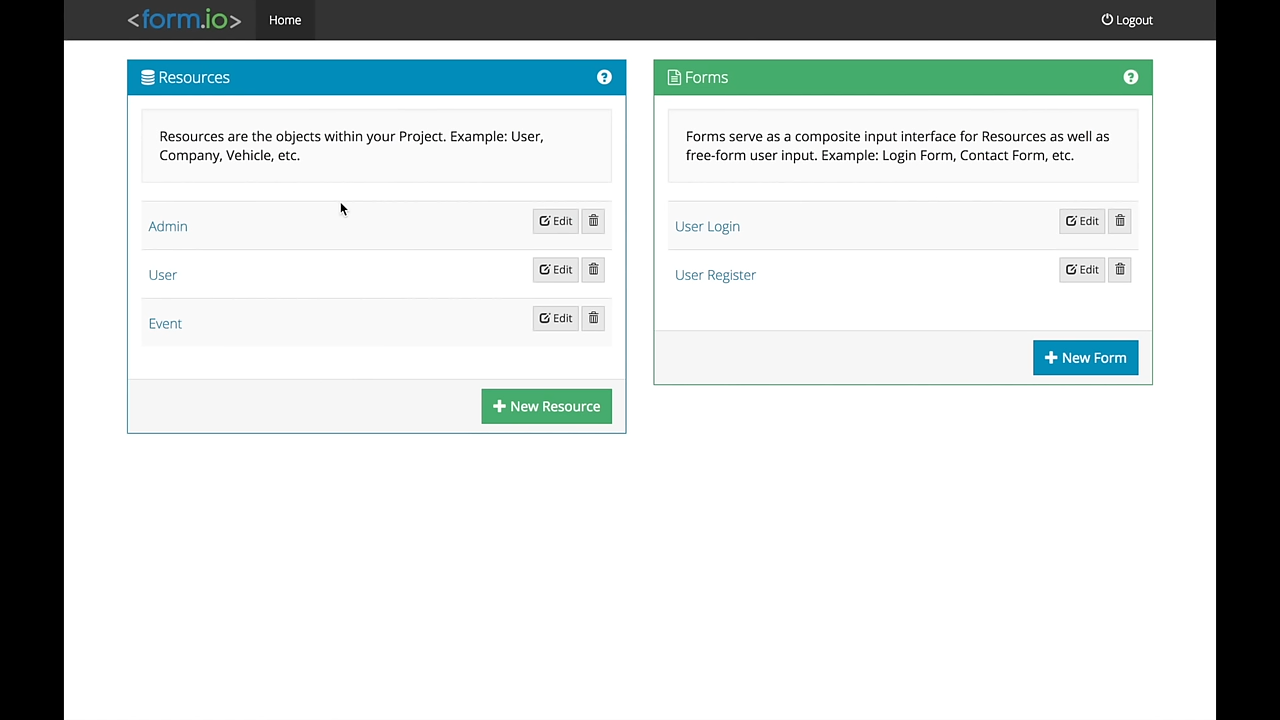 <form.io>
Home
Logout
Resources
Resources are the objects within your Project. Example: User,
Company, Vehicle, etc.
Admin
Edit
User
Edit
Event
Edit
New Resource
Forms
Forms serve as a composite input interface for Resources as well as
free-form user input. Example: Login Form, Contact Form, etc.
User Login
Edit
User Register
Edit
New Form